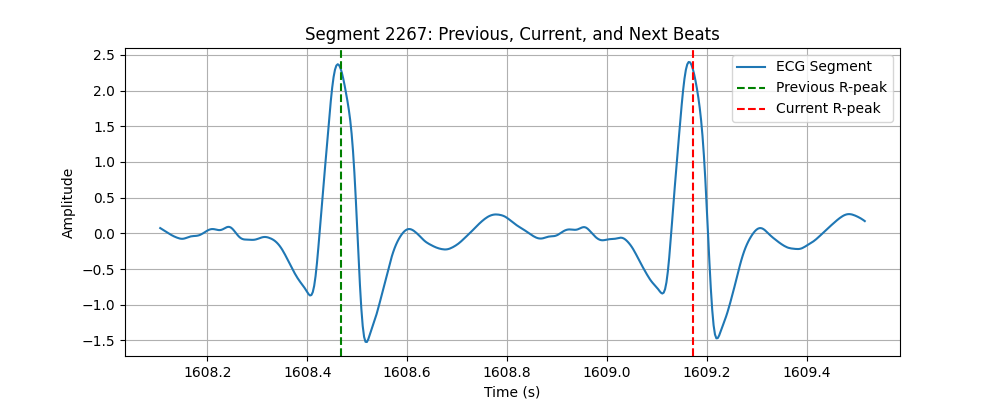 Segment 2267: Previous, Current, and Next Beats
ECG Segment
Previous R-peak
Current R-peak
2.5
2.0
1.5
1.0
0.5
0.0
−0.5
−1.0
−1.5
Amplitude
1608.2 1608.4 1608.6 1608.8 1609.0 1609.2 1609.4
Time (s)